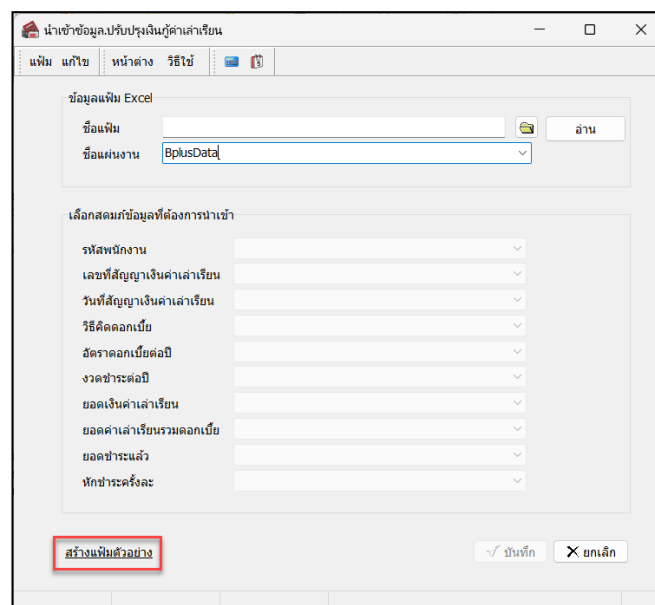 นำเข้าข้อมูล.ปรับปรุงเงินกู้ค่าเล่าเรียน
แฟ้ม แก้ไข หน้าต่าง วิธีใช้
ข้อมูลแฟ้ม Excel
ชื่อแฟ้ม อ่าน
ชื่อแผ่นงาน BplusData
เลือกสดมภ์ข้อมูลที่ต้องการนำเข้า
รหัสพนักงาน
เลขที่สัญญาเงินค่าเล่าเรียน
วันที่สัญญาเงินค่าเล่าเรียน
วิธีคิดดอกเบี้ย
อัตราดอกเบี้ยต่อปี
งวดชำระต่อปี
ยอดเงินค่าเล่าเรียน
ยอดค่าเล่าเรียนรวมดอกเบี้ย
ยอดชำระแล้ว
หักชำระครั้งละ
สร้างแฟ้มตัวอย่าง บันทึก ยกเลิก